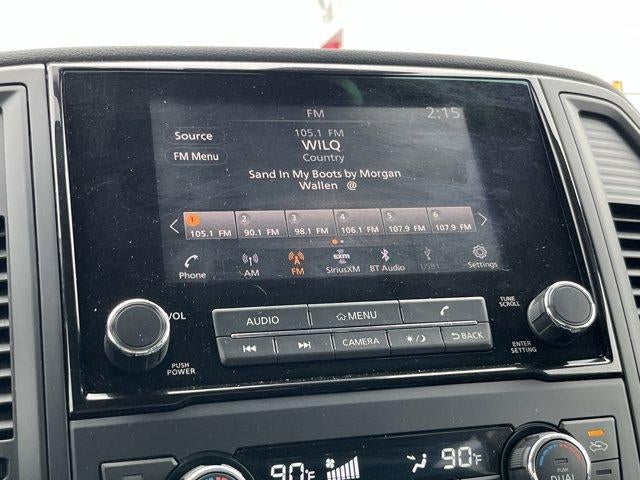 FM
2:15
Source
105.1 FM
WILQ
FM Menu
Country
Sand In My Boots by Morgan
Wallen @
1 2 3 4 5 6
105.1 FM 90.1 FM 98.1 FM 106.1 FM 107.9 FM 107.9 FM
Phone AM FM SiriusXM BT Audio USB1 Settings
sxm
VOL
AUDIO MENU
TUNE
SCROLL
CAMERA BACK
PUSH
POWER
ENTER
SETTING
90°F 90°F
PUSH
DUAL